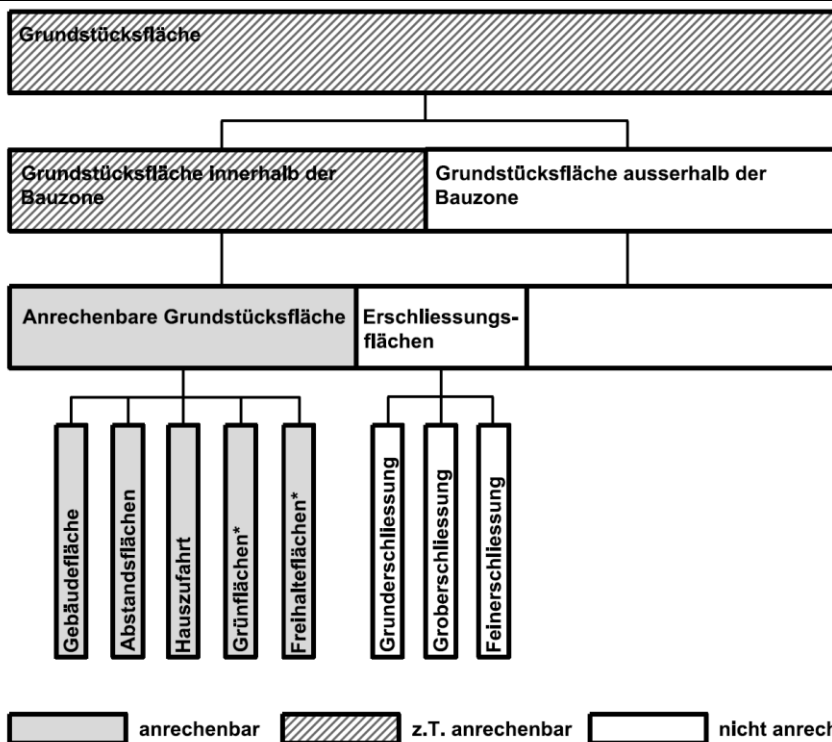 Grundstücksfläche
Grundstücksfläche innerhalb der
Bauzone
Grundstücksfläche ausserhalb der
Bauzone
Anrechenbare Grundstücksfläche
Erschliessungs-
flächen
Gebäudefläche
Abstandsflächen
Hauszufahrt
Grünflächen*
Freihalteflächen*
Grunderschliessung
Groberschliessung
Feinerschliessung
anrechenbar
z.T. anrechenbar
nicht anrech